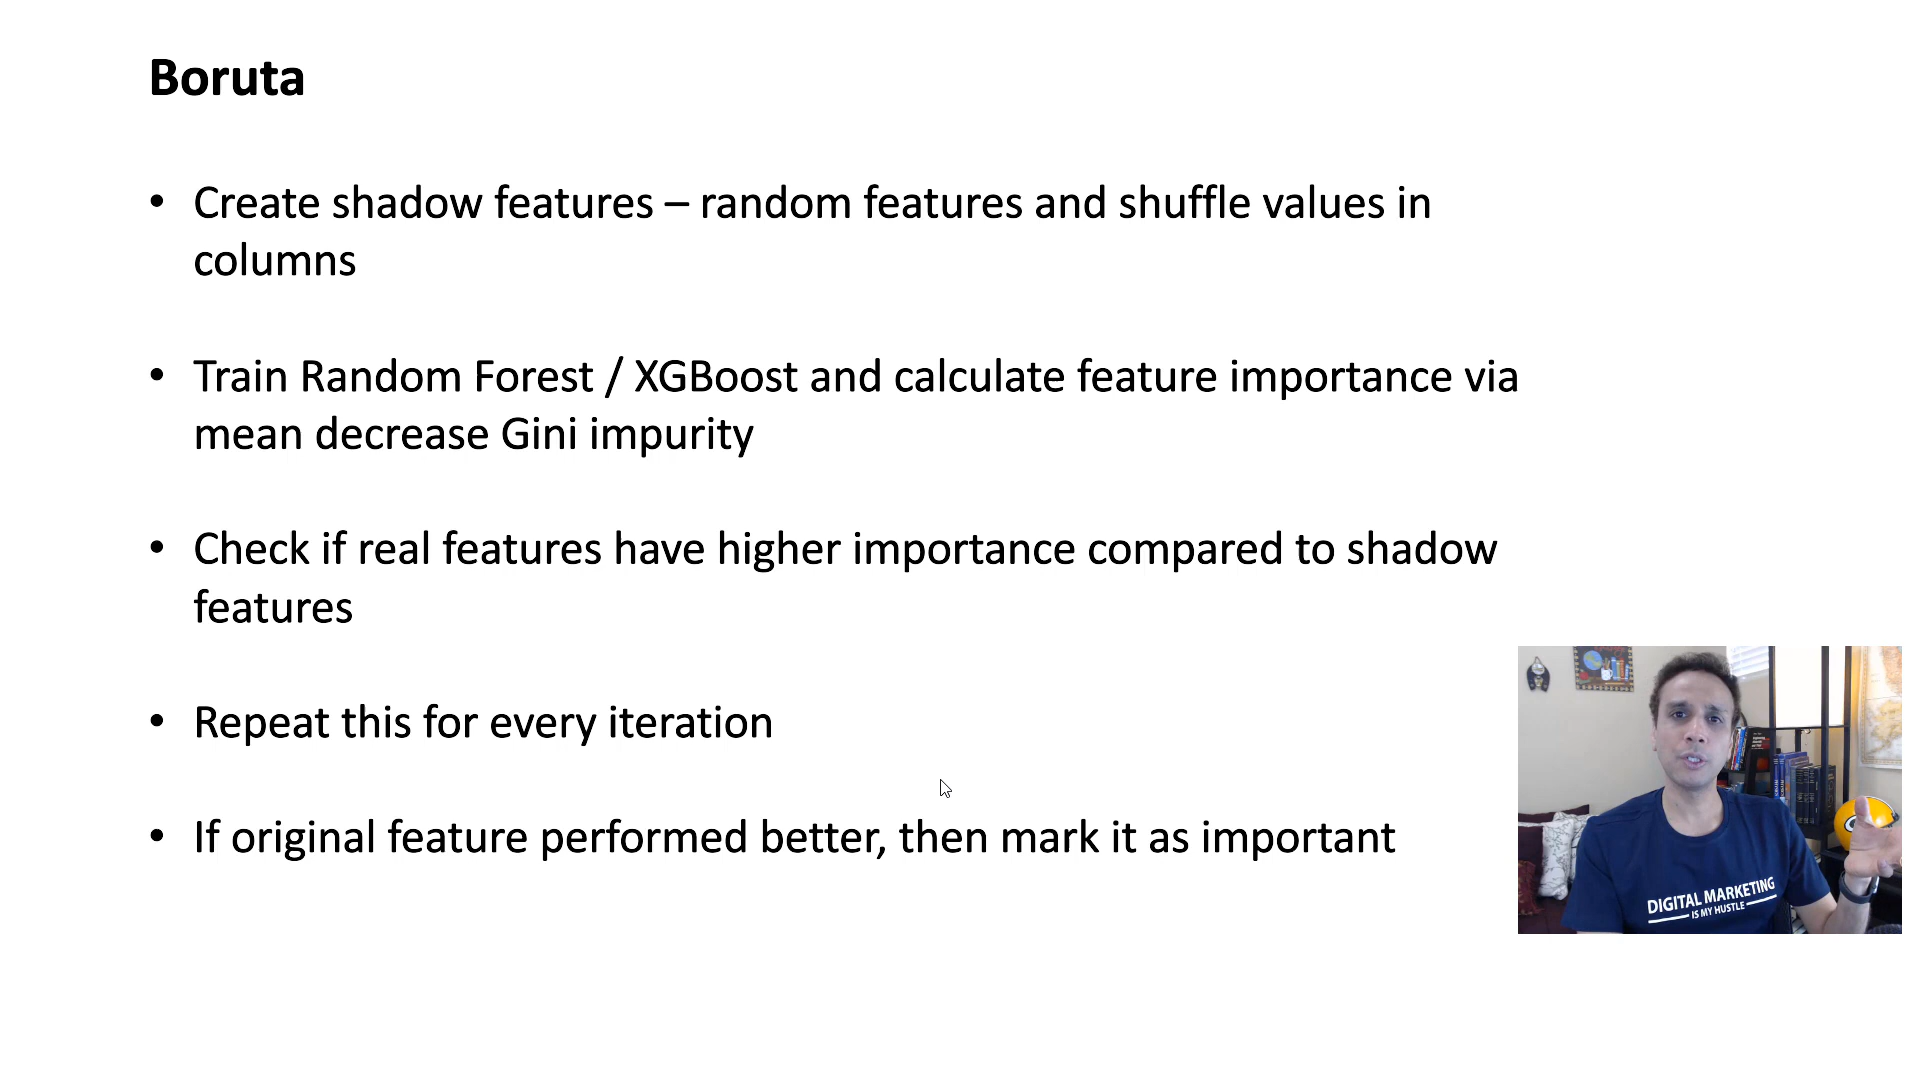 Boruta
• Create shadow features – random features and shuffle values in
columns
• Train Random Forest / XGBoost and calculate feature importance via
mean decrease Gini impurity
• Check if real features have higher importance compared to shadow
features
• Repeat this for every iteration
• If original feature performed better, then mark it as important
DIGITAL MARKETING
IS MY HUSTLE